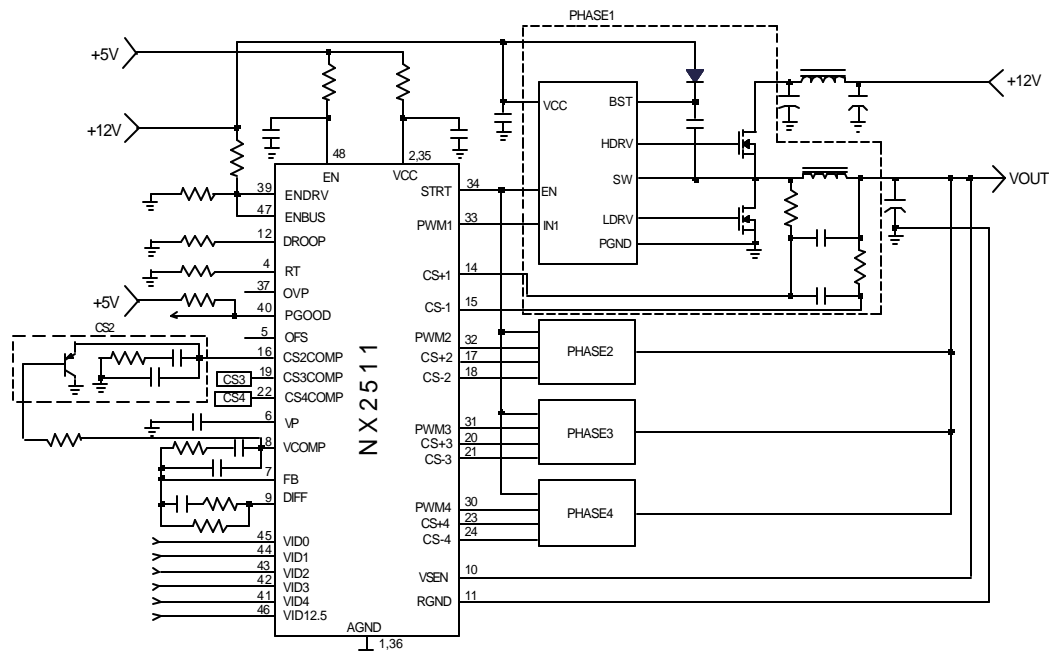 PHASE1
+5V
+12V
+12V
VCC
BST
HDRV
SW
LDRV
PGND
EN
IN1
VOUT
48
EN
2,35
VCC
39
ENDRV
47
ENBUS
12
DROOP
4
RT
37
OVP
+5V
40
PGOOD
5
OFS
CS2
16
CS2COMP
CS3
19
CS3COMP
CS4
22
CS4COMP
6
VP
8
VCOMP
7
FB
9
DIFF
45
VID0
44
VID1
43
VID2
42
VID3
41
VID4
46
VID12.5
NX2511
STRT
34
PWM1
33
CS+1
14
CS-1
15
PWM2
32
CS+2
17
CS-2
18
PHASE2
PWM3
31
CS+3
20
CS-3
21
PHASE3
PWM4
30
CS+4
23
CS-4
24
PHASE4
VSEN
10
RGND
11
AGND
1,36